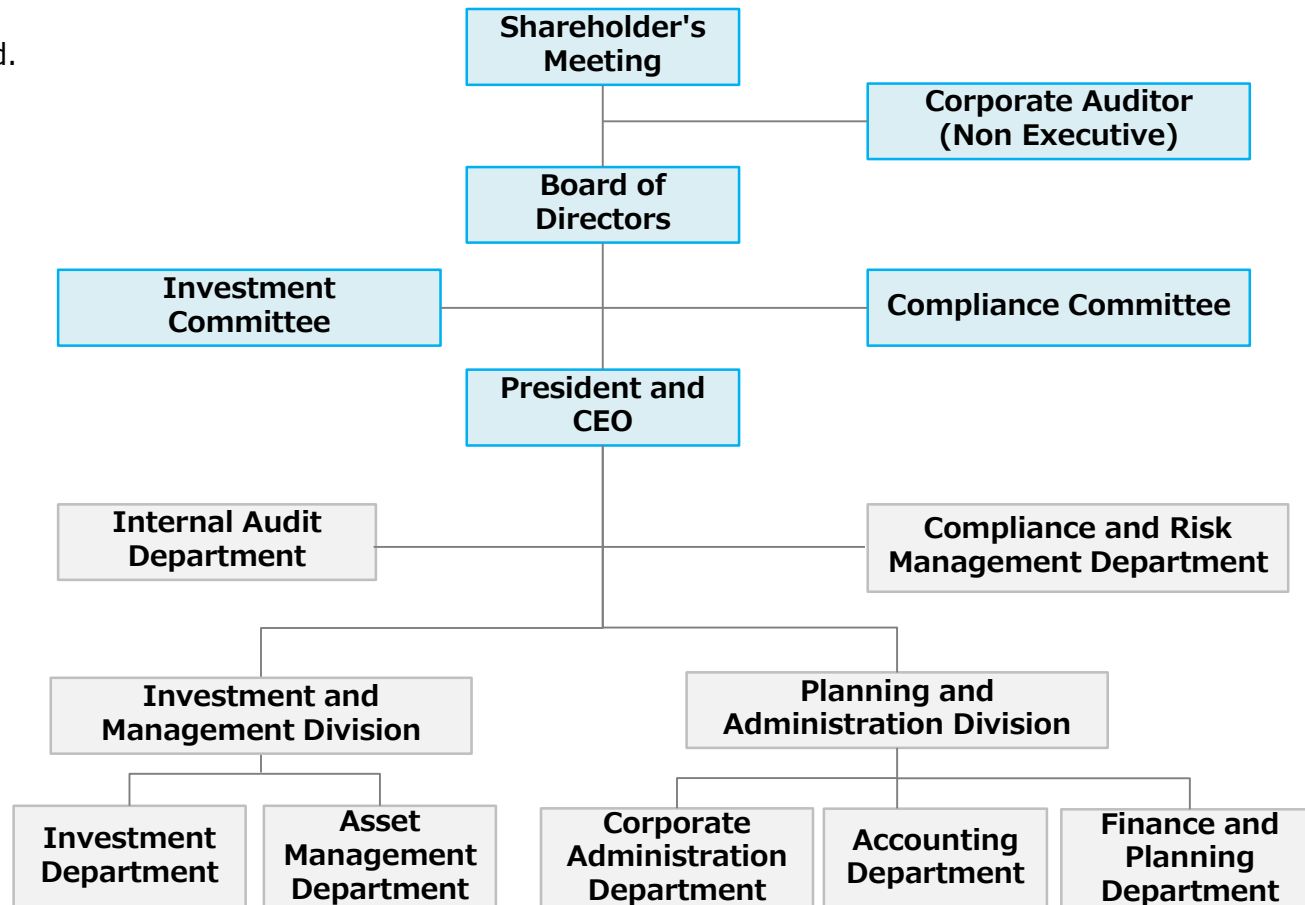 Shareholder's
Meeting
d.
Corporate Auditor
(Non Executive)
Board of
Directors
Investment
Committee
Compliance Committee
President and
CEO
Internal Audit
Department
Compliance and Risk
Management Department
Investment and
Management Division
Planning and
Administration Division
Investment
Department
Asset
Management
Department
Corporate
Administration
Department
Accounting
Department
Finance and
Planning
Department